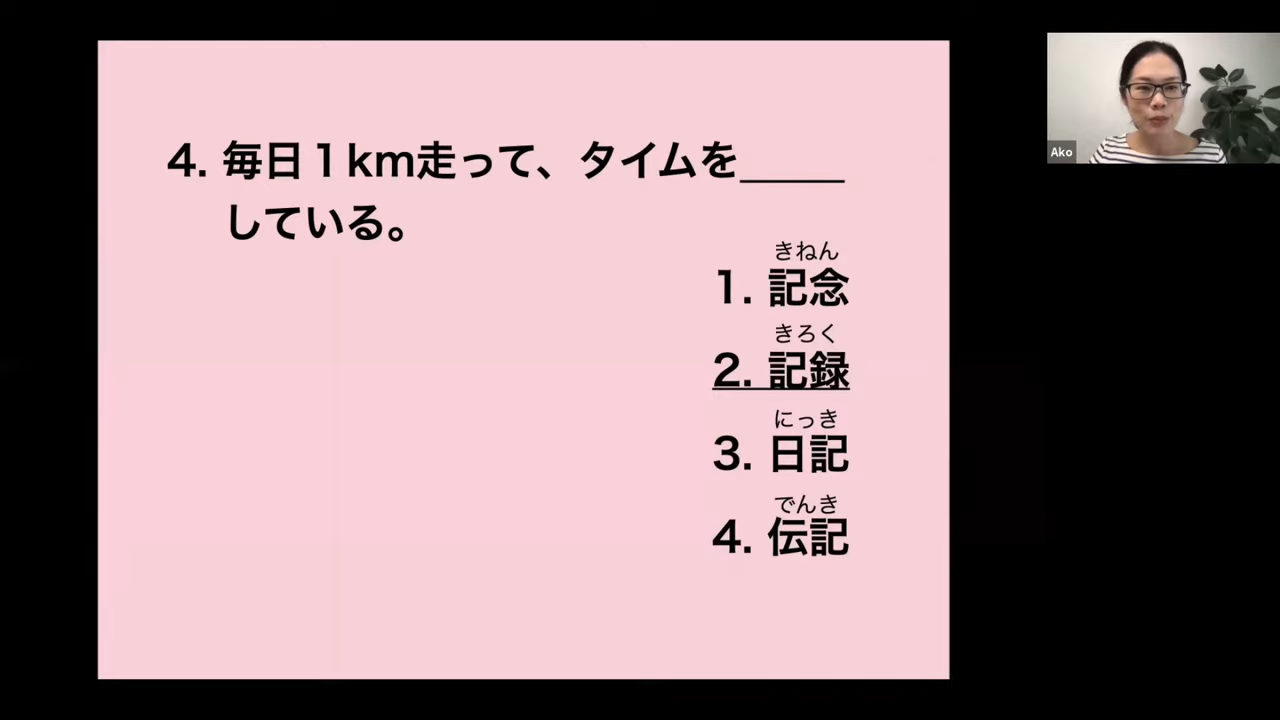 4. 毎日１km走って、タイムを_____
している。
きねん
1. 記念
きろく
2. 記録
にっき
3. 日記
でんき
4. 伝記
Ako